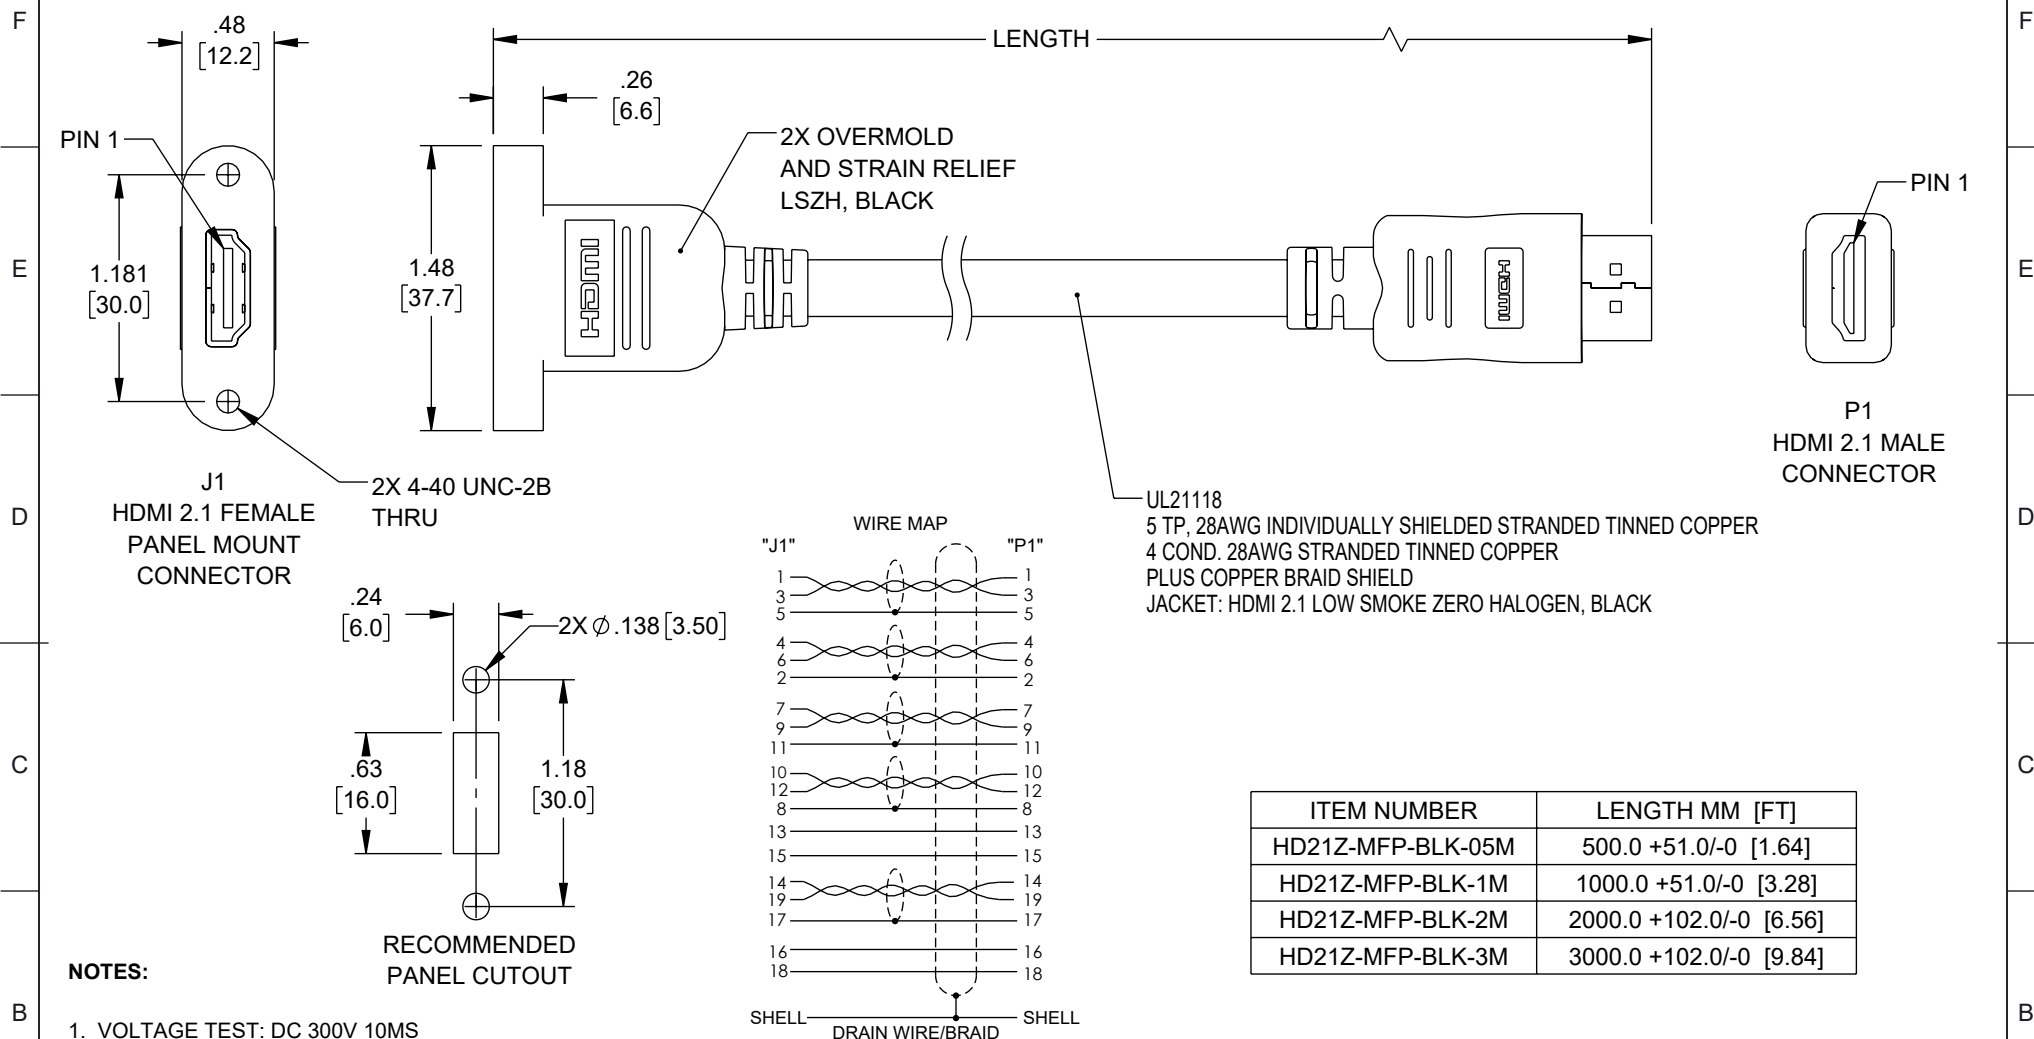 F
F
.48
[12.2]
LENGTH
.26
[6.6]
PIN 1
2X OVERMOLD
AND STRAIN RELIEF
LSZH, BLACK
PIN 1
E
E
1.181
[30.0]
1.48
[37.7]
HDMI
HDMI
P1
HDMI 2.1 MALE
CONNECTOR
J1
HDMI 2.1 FEMALE
PANEL MOUNT
CONNECTOR
2X 4-40 UNC-2B
THRU
D
D
UL21118
5 TP, 28AWG INDIVIDUALLY SHIELDED STRANDED TINNED COPPER
4 COND. 28AWG STRANDED TINNED COPPER
PLUS COPPER BRAID SHIELD
JACKET: HDMI 2.1 LOW SMOKE ZERO HALOGEN, BLACK
WIRE MAP
"J1" "P1"
1 1
3 3
5 5
4 4
6 6
2 2
7 7
9 9
11 11
10 10
12 12
8 8
13 13
15 15
14 14
19 19
17 17
16 16
18 18
SHELL SHELL
DRAIN WIRE/BRAID
.24
[6.0]
2X ⌀ .138 [3.50]
C
C
.63
[16.0]
1.18
[30.0]
RECOMMENDED
PANEL CUTOUT
ITEM NUMBER LENGTH MM [FT]
HD21Z-MFP-BLK-05M 500.0 +51.0/-0 [1.64]
HD21Z-MFP-BLK-1M 1000.0 +51.0/-0 [3.28]
HD21Z-MFP-BLK-2M 2000.0 +102.0/-0 [6.56]
HD21Z-MFP-BLK-3M 3000.0 +102.0/-0 [9.84]
NOTES:
B
B
1. VOLTAGE TEST: DC 300V 10MS